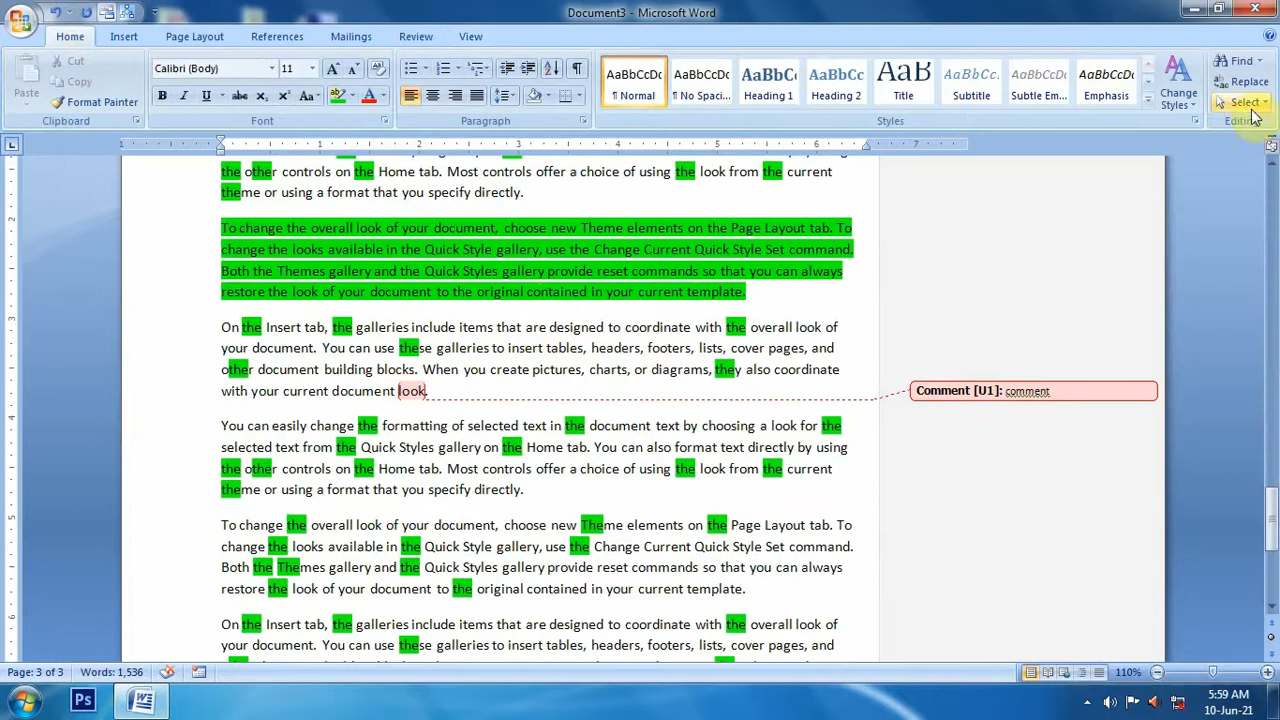 Document3 - Microsoft Word
Home Insert Page Layout References Mailings Review View
Paste
Cut
Copy
Format Painter
Clipboard
Calibri (Body) 11
Font
Paragraph
AaBbCcDc AaBbCcDc AaBbC( AaBbCc AaB AaBbCc. AaBbCcDc AaBbCcDc
¶ Normal ¶ No Spaci... Heading 1 Heading 2 Title Subtitle Subtle Em... Emphasis
Styles
Change
Styles
Find
Replace
Select
1 1 2 3 4 5 6 7
the other controls on the Home tab. Most controls offer a choice of using the look from the current
theme or using a format that you specify directly.
To change the overall look of your document, choose new Theme elements on the Page Layout tab. To
change the looks available in the Quick Style gallery, use the Change Current Quick Style Set command.
Both the Themes gallery and the Quick Styles gallery provide reset commands so that you can always
restore the look of your document to the original contained in your current template.
On the Insert tab, the galleries include items that are designed to coordinate with the overall look of
your document. You can use these galleries to insert tables, headers, footers, lists, cover pages, and
other document building blocks. When you create pictures, charts, or diagrams, they also coordinate
with your current document look.
Comment [U1]: comment
You can easily change the formatting of selected text in the document text by choosing a look for the
selected text from the Quick Styles gallery on the Home tab. You can also format text directly by using
the other controls on the Home tab. Most controls offer a choice of using the look from the current
theme or using a format that you specify directly.
To change the overall look of your document, choose new Theme elements on the Page Layout tab. To
change the looks available in the Quick Style gallery, use the Change Current Quick Style Set command.
Both the Themes gallery and the Quick Styles gallery provide reset commands so that you can always
restore the look of your document to the original contained in your current template.
On the Insert tab, the galleries include items that are designed to coordinate with the overall look of
your document. You can use these galleries to insert tables, headers, footers, lists, cover pages, and
Page: 3 of 3 Words: 1,536 110%
Ps
5:59 AM
10-Jun-21